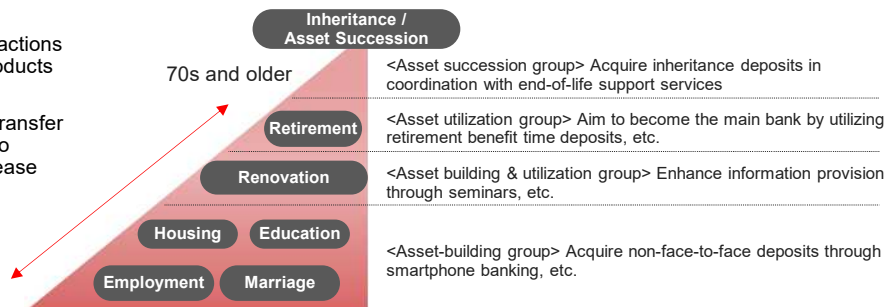 Inheritance /
Asset Succession
actions
oducts
70s and older
<Asset succession group> Acquire inheritance deposits in
coordination with end-of-life support services
ransfer
o
ease
Retirement
<Asset utilization group> Aim to become the main bank by utilizing
retirement benefit time deposits, etc.
Renovation
<Asset building & utilization group> Enhance information provision
through seminars, etc.
Housing
Education
<Asset-building group> Acquire non-face-to-face deposits through
smartphone banking, etc.
Employment
Marriage